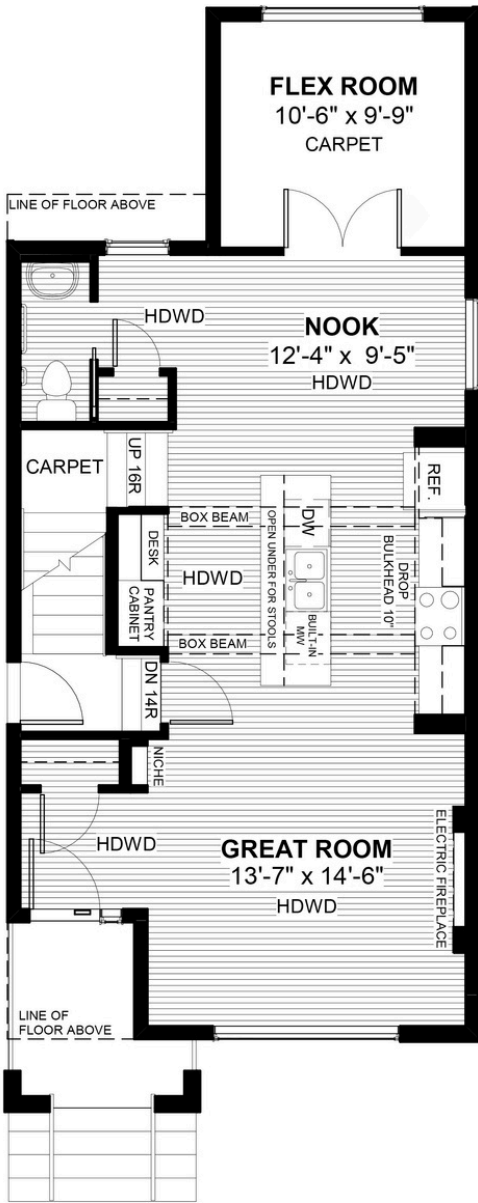 FLEX ROOM
10'-6" x 9'-9"
CARPET
LINE OF FLOOR ABOVE
HDWD
NOOK
12'-4" x 9'-5"
HDWD
CARPET
UP 16R
REF.
BOX BEAM
DESK
PANTRY
CABINET
HDWD
OPEN UNDER FOR STOOLS
DW
BUILT-IN
MW
DROP
BULKHEAD 10"
BOX BEAM
DN 14R
NICHE
HDWD
GREAT ROOM
13'-7" x 14'-6"
HDWD
ELECTRIC FIREPLACE
LINE OF
FLOOR ABOVE